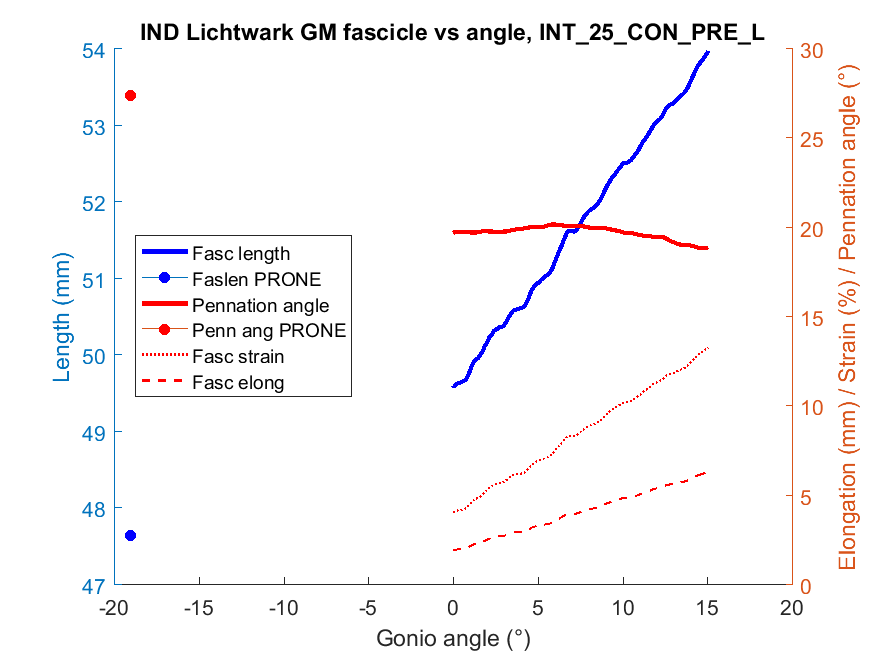 IND Lichtwark GM fascicle vs angle, INT_25_CON_PRE_L
54
53
52
51
50
49
48
47
Length (mm)
Fasc length
Faslen PRONE
Pennation angle
Penn ang PRONE
Fasc strain
Fasc elong
30
25
20
15
10
5
0
Elongation (mm) / Strain (%) / Pennation angle (°)
-20 -15 -10 -5 0 5 10 15 20
Gonio angle (°)